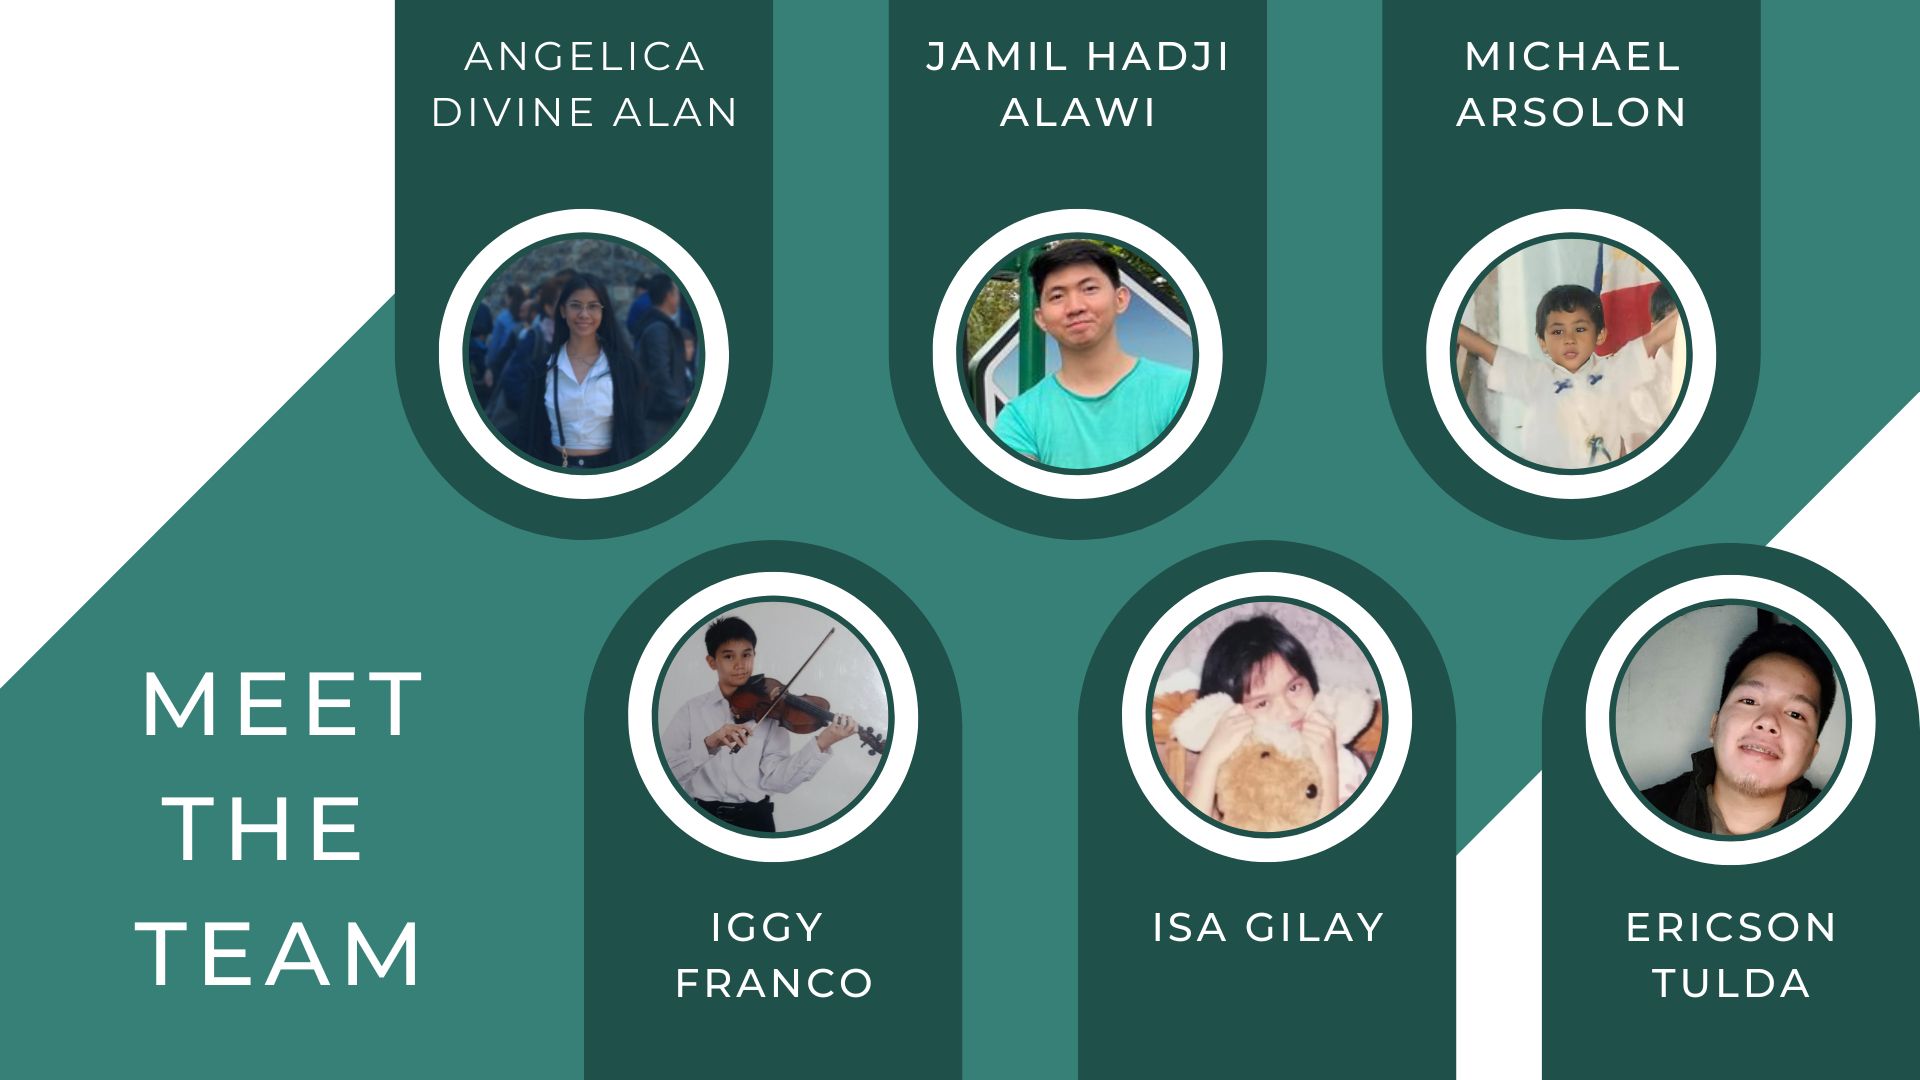 ANGELICA
DIVINE ALAN
JAMIL HADJI
ALAWI
MICHAEL
ARSOLON
MEET
THE
TEAM
IGGY
FRANCO
ISA GILAY
ERICSON
TULDA